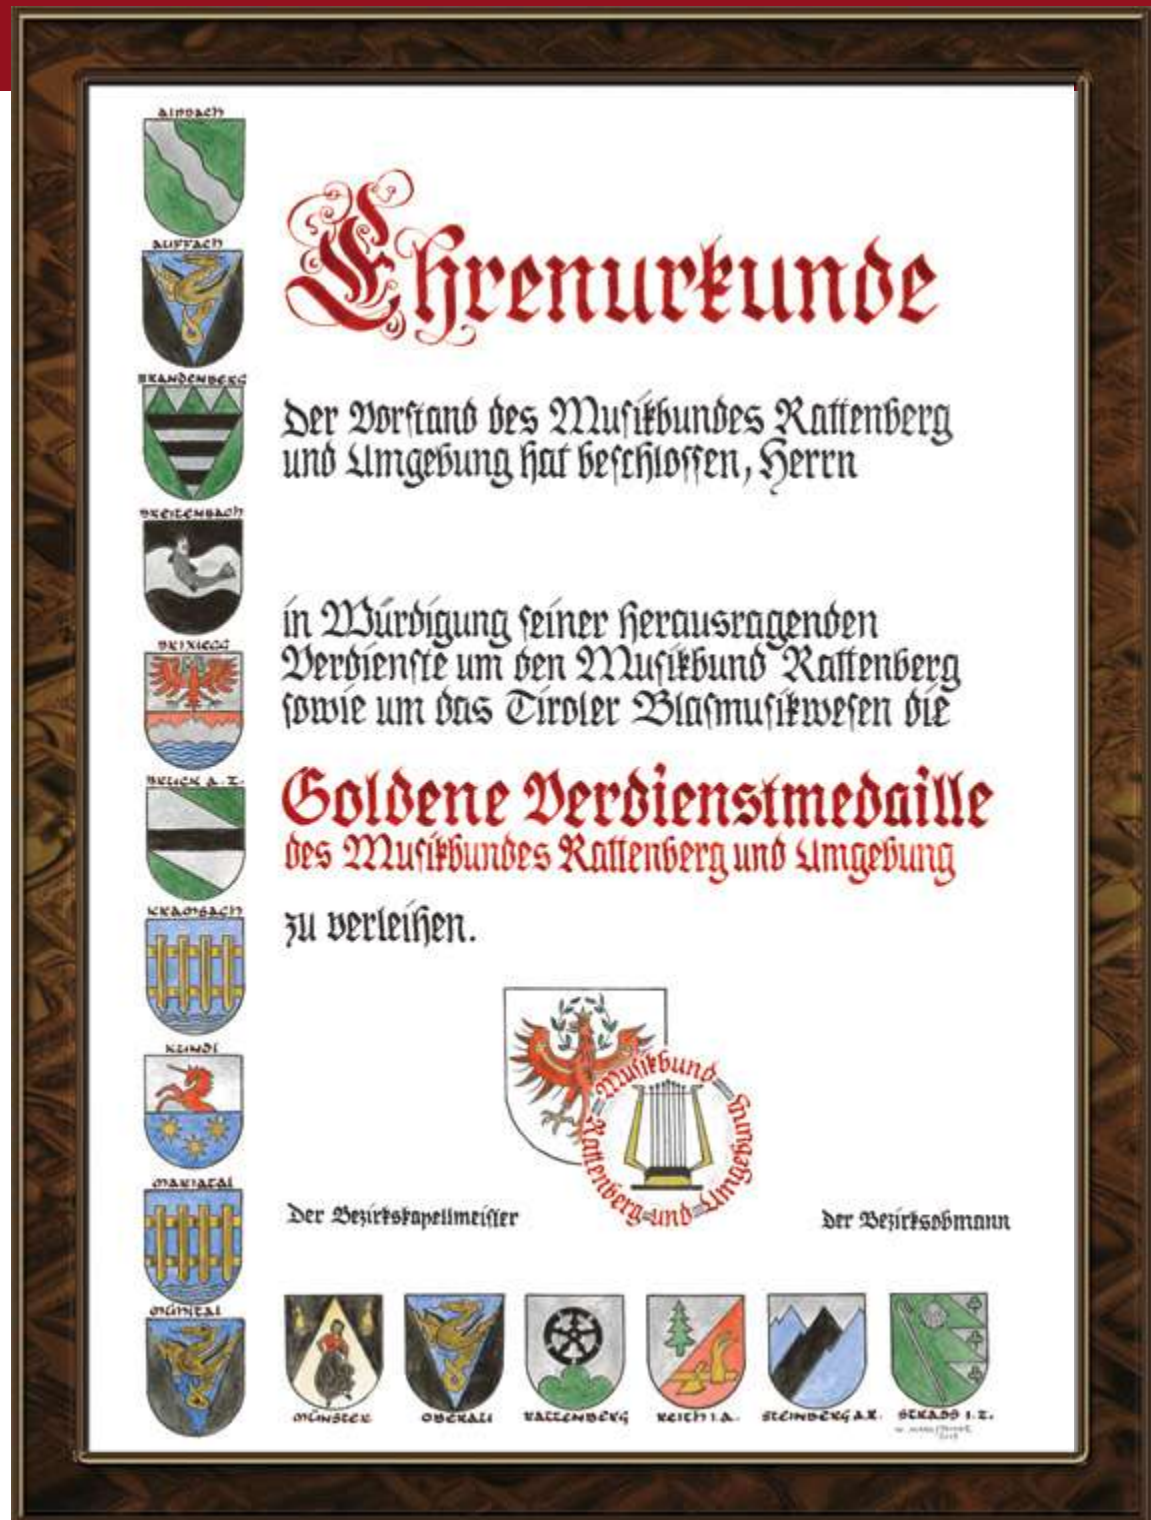 AINBACH
AUFFACH
BRANDENBERG
BREITENBACH
BRIXLEGG
BRUCK A. Z.
KRAMSACH
KUNDL
MARIATAL
MÜHLTAL
Ehrenurkunde
Der Vorstand des Musikbundes Rattenberg
und Umgebung hat beschlossen, Herrn
in Würdigung seiner herausragenden
Verdienste um den Musikbund Rattenberg
sowie um das Tiroler Blasmusikwesen die
Goldene Verdienstmedaille
des Musikbundes Rattenberg und Umgebung
zu verleihen.
Musikbund
Rattenberg und Umgebung
Der Bezirkskapellmeister
Der Bezirksobmann
MÜNSTER
OBERAU
RATTENBERG
REITH I. A.
STEINBERG A. R.
STRASS I. Z.